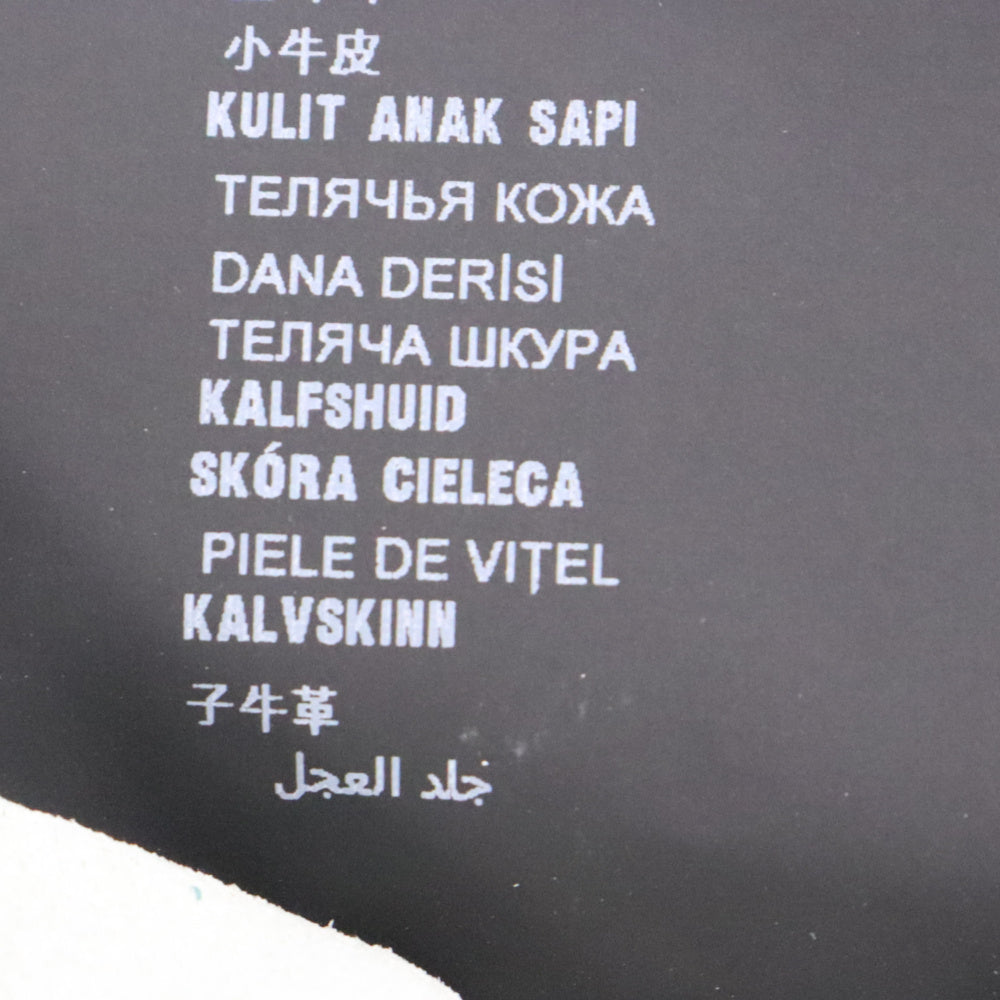 小牛皮
KULIT ANAK SAPI
ТЕЛЯЧЬЯ КОЖА
DANA DERİSİ
ТЕЛЯЧА ШКУРА
KALFSHUID
SKÓRA CIELECA
PIELE DE VIŢEL
KALVSKINN
子牛革
جلد العجل